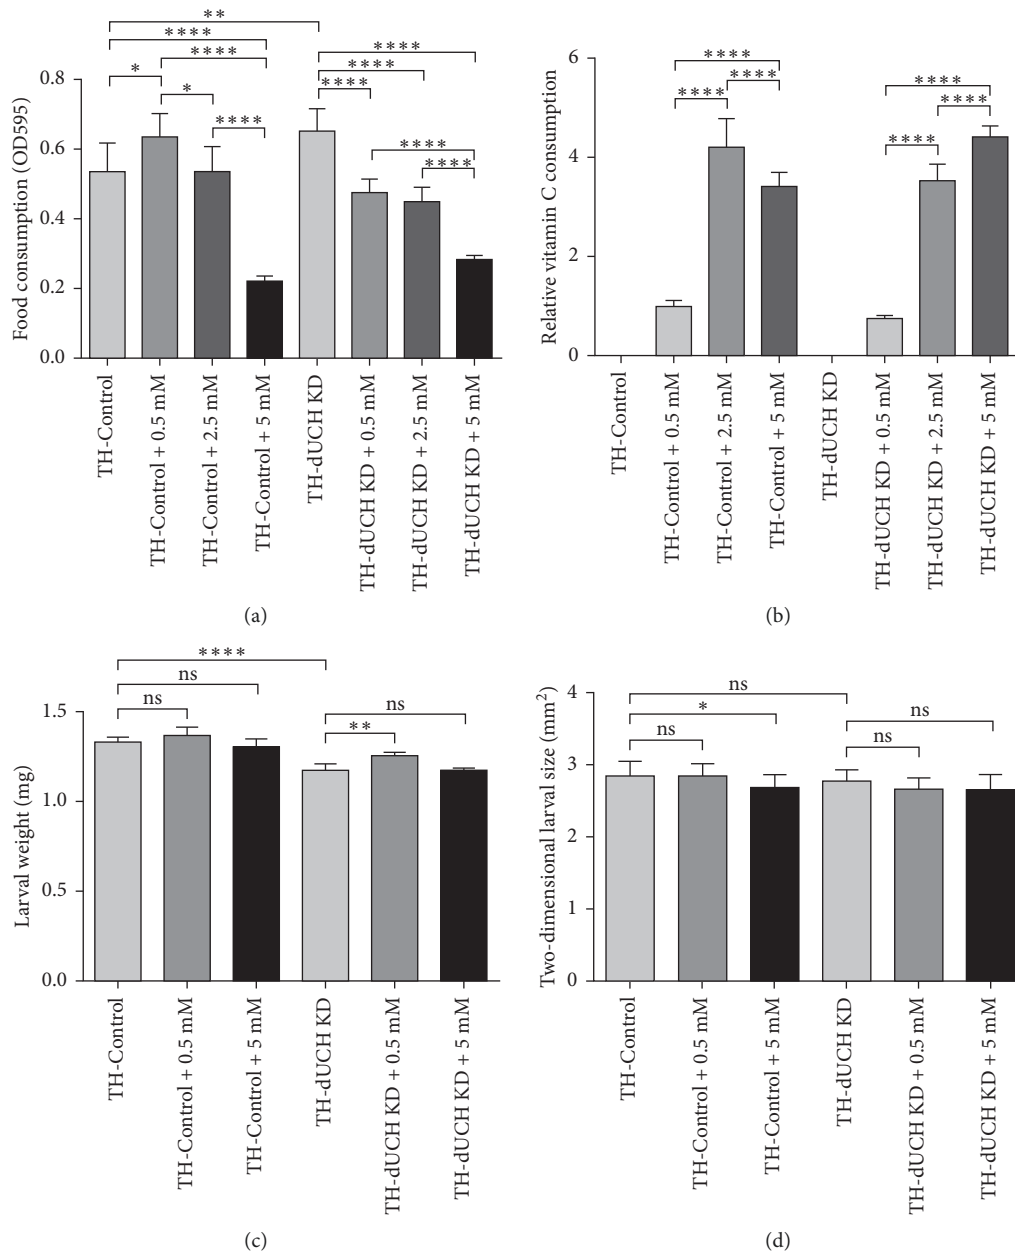 **
****
****
*
*
****
****
****
****
****
****
Food consumption (OD595)
0.8
0.6
0.4
0.2
0.0
TH-Control
TH-Control + 0.5 mM
TH-Control + 2.5 mM
TH-Control + 5 mM
TH-dUCH KD
TH-dUCH KD + 0.5 mM
TH-dUCH KD + 2.5 mM
TH-dUCH KD + 5 mM
(a)
****
****
****
****
****
****
Relative vitamin C consumption
6
4
2
0
TH-Control
TH-Control + 0.5 mM
TH-Control + 2.5 mM
TH-Control + 5 mM
TH-dUCH KD
TH-dUCH KD + 0.5 mM
TH-dUCH KD + 2.5 mM
TH-dUCH KD + 5 mM
(b)
****
ns
ns
ns
**
Larval weight (mg)
1.5
1.0
0.5
0.0
TH-Control
TH-Control + 0.5 mM
TH-Control + 5 mM
TH-dUCH KD
TH-dUCH KD + 0.5 mM
TH-dUCH KD + 5 mM
(c)
ns
*
ns
ns
ns
Two-dimensional larval size (mm²)
4
3
2
1
0
TH-Control
TH-Control + 0.5 mM
TH-Control + 5 mM
TH-dUCH KD
TH-dUCH KD + 0.5 mM
TH-dUCH KD + 5 mM
(d)